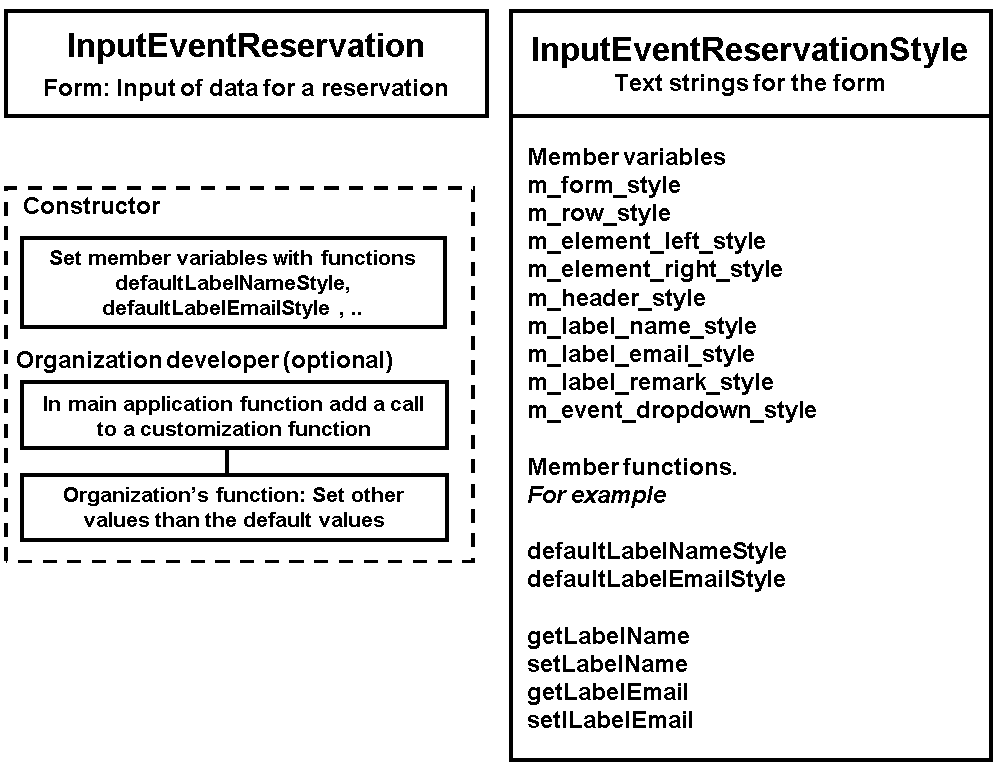 InputEventReservation
Form: Input of data for a reservation
Constructor
Set member variables with functions
defaultLabelNameStyle,
defaultLabelEmailStyle , ..
Organization developer (optional)
In main application function add a call
to a customization function
Organization’s function: Set other
values than the default values
InputEventReservationStyle
Text strings for the form
Member variables
m_form_style
m_row_style
m_element_left_style
m_element_right_style
m_header_style
m_label_name_style
m_label_email_style
m_label_remark_style
m_event_dropdown_style
Member functions.
For example
defaultLabelNameStyle
defaultLabelEmailStyle
getLabelName
setLabelName
getLabelEmail
setlLabelEmail